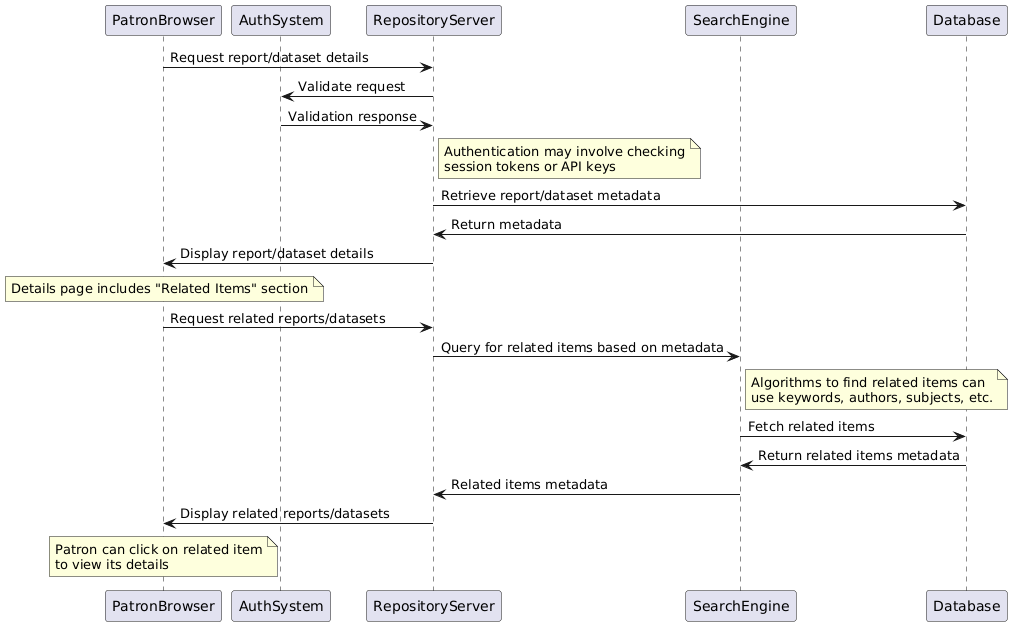 PatronBrowser AuthSystem RepositoryServer SearchEngine Database
Request report/dataset details
Validate request
Validation response
Authentication may involve checking
session tokens or API keys
Retrieve report/dataset metadata
Return metadata
Display report/dataset details
Details page includes "Related Items" section
Request related reports/datasets
Query for related items based on metadata
Algorithms to find related items can
use keywords, authors, subjects, etc.
Fetch related items
Return related items metadata
Related items metadata
Display related reports/datasets
Patron can click on related item
to view its details
PatronBrowser AuthSystem RepositoryServer SearchEngine Database